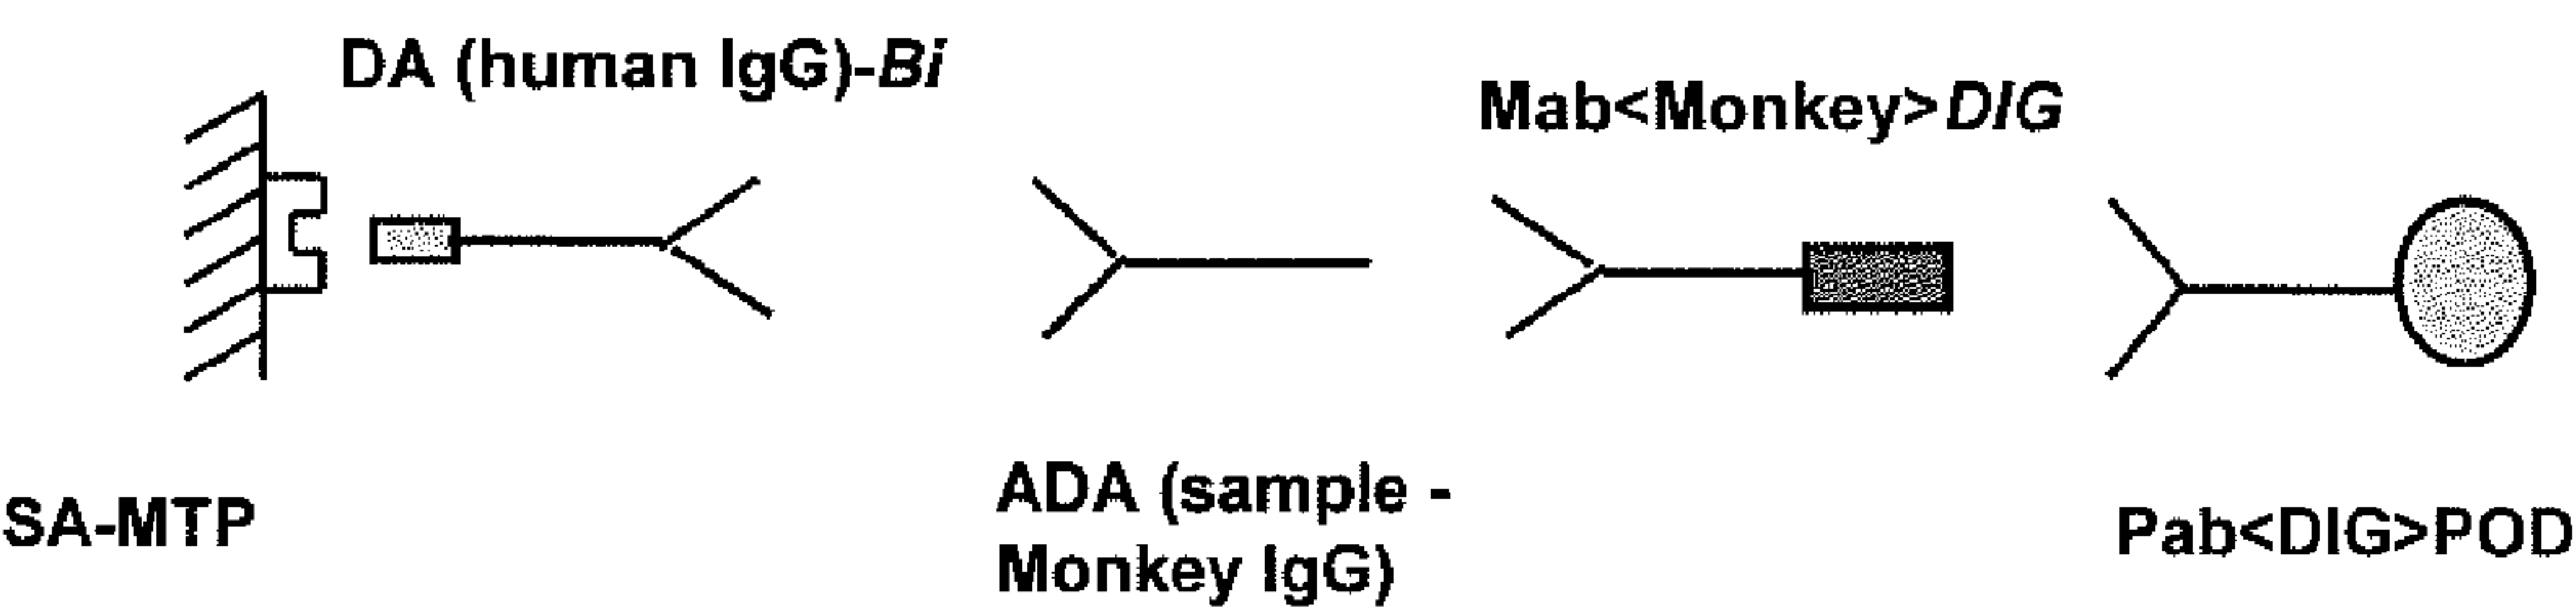 DA (human IgG)-Bi
Mab<Monkey>DIG
SA-MTP
ADA (sample -
Monkey IgG)
Pab<DIG>POD